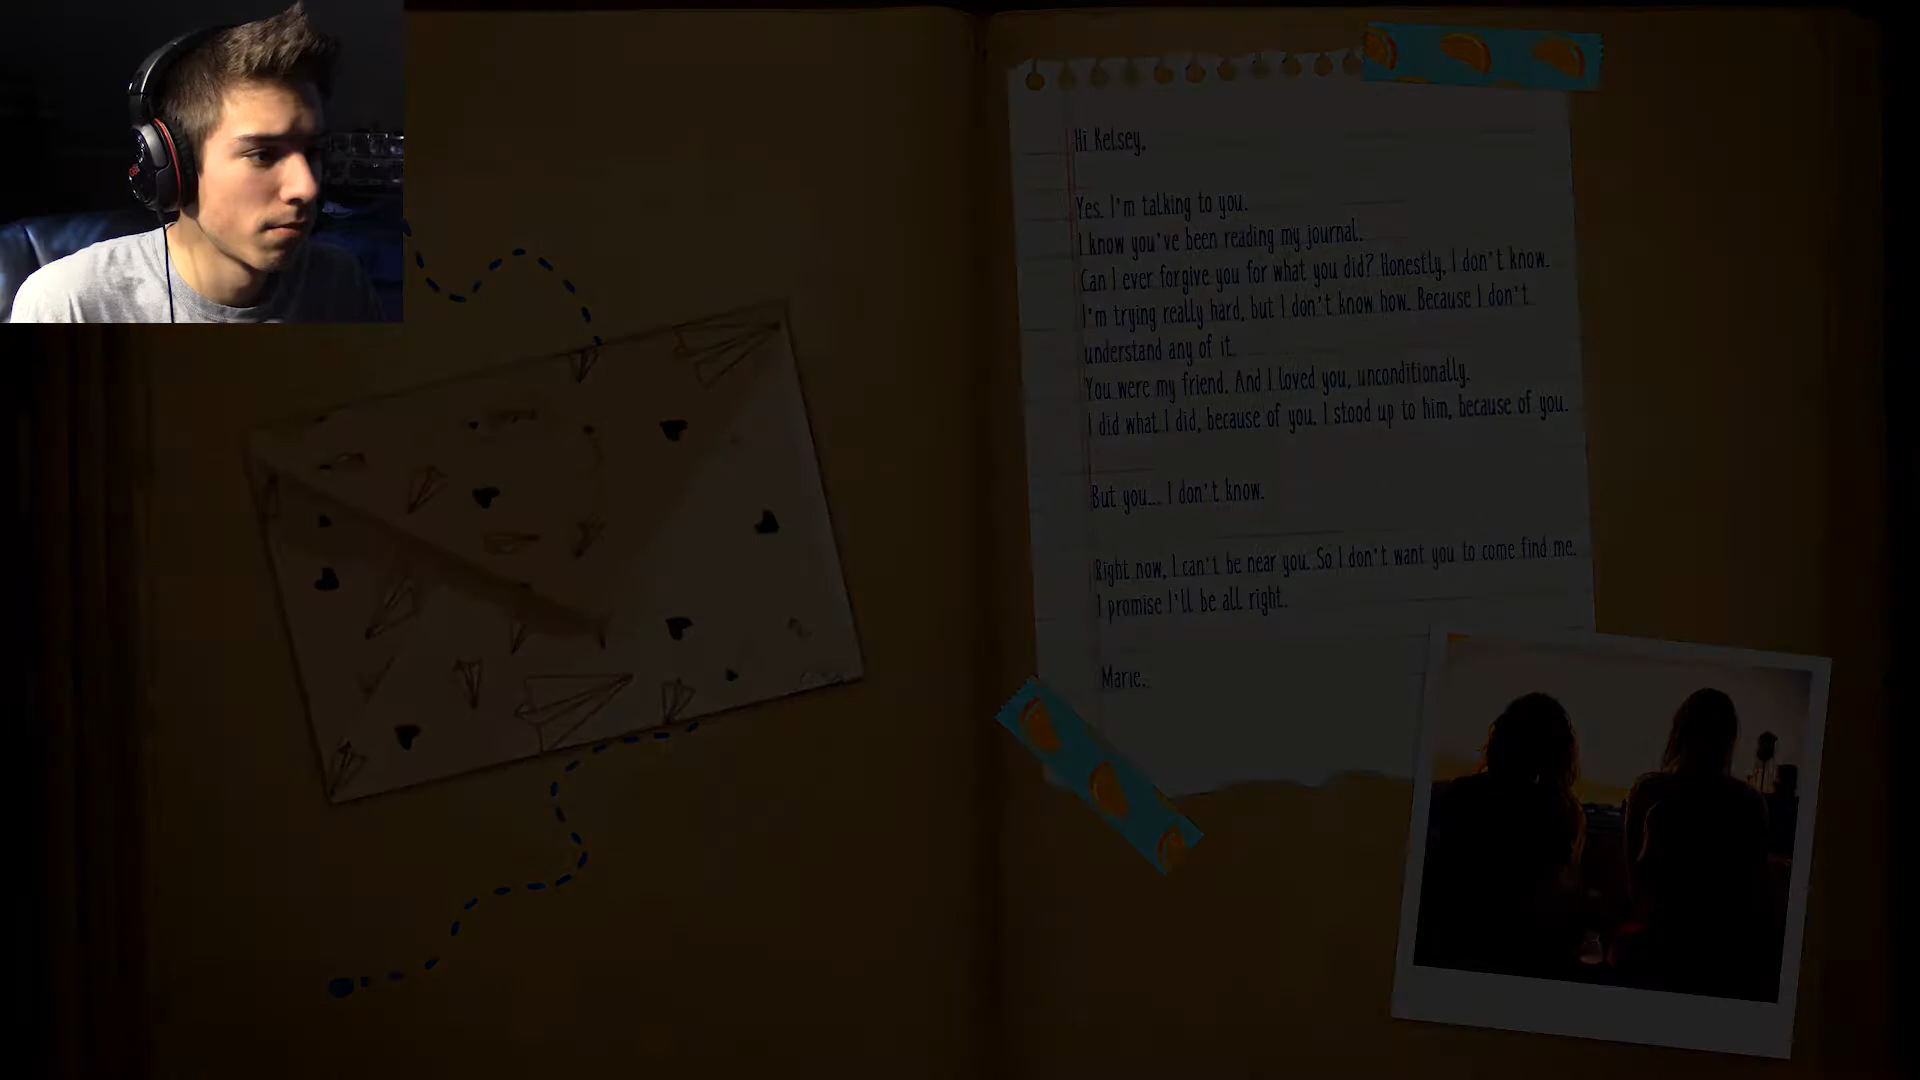 Hi Kelsey,
Yes. I'm talking to you.
I know you've been reading my journal.
Can I ever forgive you for what you did? Honestly, I don't know.
I'm trying really hard, but I don't know how. Because I don't
understand any of it.
You were my friend. And I loved you, unconditionally.
I did what I did, because of you. I stood up to him, because of you.
But you... I don't know.
Right now, I can't be near you. So I don't want you to come find me.
I promise I'll be all right.
Marie.